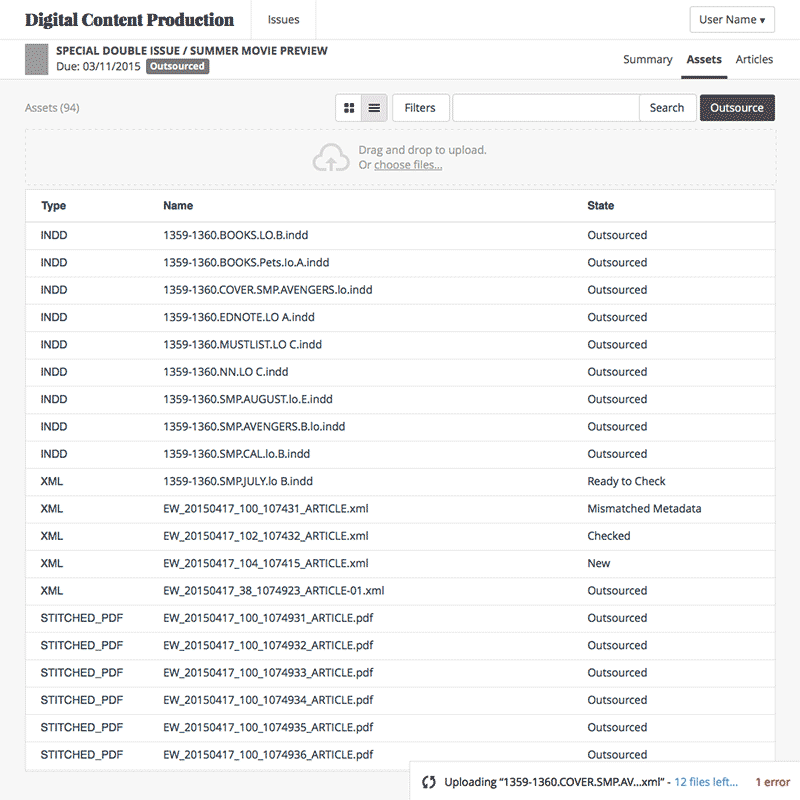 Digital Content Production Issues User Name ▾
SPECIAL DOUBLE ISSUE / SUMMER MOVIE PREVIEW
Due: 03/11/2015 Outsourced
Summary Assets Articles
Assets (94) Filters Search Outsource
Drag and drop to upload.
Or choose files...
Type Name State
INDD 1359-1360.BOOKS.LO.B.indd Outsourced
INDD 1359-1360.BOOKS.Pets.lo.A.indd Outsourced
INDD 1359-1360.COVER.SMP.AVENGERS.lo.indd Outsourced
INDD 1359-1360.EDNOTE.LO A.indd Outsourced
INDD 1359-1360.MUSTLIST.LO C.indd Outsourced
INDD 1359-1360.NN.LO C.indd Outsourced
INDD 1359-1360.SMP.AUGUST.lo.E.indd Outsourced
INDD 1359-1360.SMP.AVENGERS.B.lo.indd Outsourced
INDD 1359-1360.SMP.CAL.lo.B.indd Outsourced
XML 1359-1360.SMP.JULY.lo B.indd Ready to Check
XML EW_20150417_100_107431_ARTICLE.xml Mismatched Metadata
XML EW_20150417_102_107432_ARTICLE.xml Checked
XML EW_20150417_104_107415_ARTICLE.xml New
XML EW_20150417_38_1074923_ARTICLE-01.xml Outsourced
STITCHED_PDF EW_20150417_100_1074931_ARTICLE.pdf Outsourced
STITCHED_PDF EW_20150417_100_1074932_ARTICLE.pdf Outsourced
STITCHED_PDF EW_20150417_100_1074933_ARTICLE.pdf Outsourced
STITCHED_PDF EW_20150417_100_1074934_ARTICLE.pdf Outsourced
STITCHED_PDF EW_20150417_100_1074935_ARTICLE.pdf Outsourced
STITCHED_PDF EW_20150417_100_1074936_ARTICLE.pdf Outsourced
Uploading “1359-1360.COVER.SMP.AV...xml” - 12 files left... 1 error